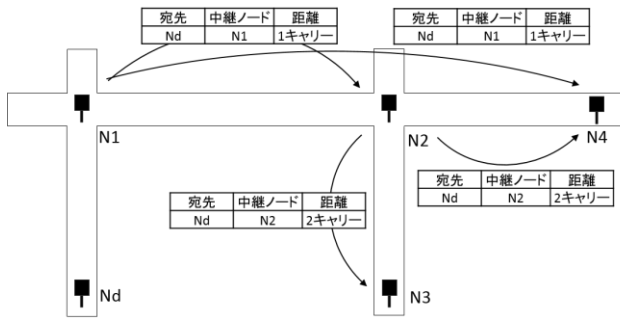 宛先 中継ノード 距離
Nd N1 1キャリー
宛先 中継ノード 距離
Nd N1 1キャリー
N1
N2
N4
宛先 中継ノード 距離
Nd N2 2キャリー
宛先 中継ノード 距離
Nd N2 2キャリー
Nd
N3